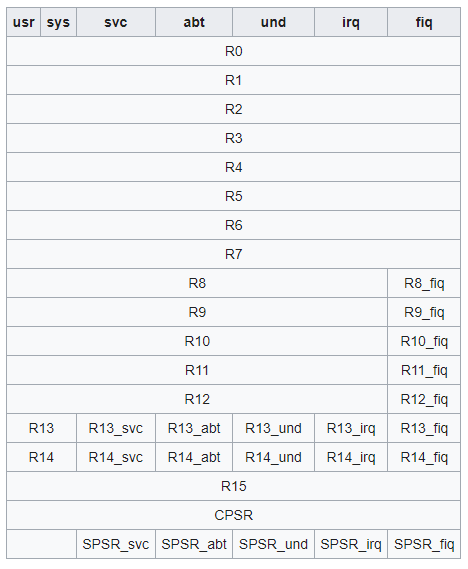 usr sys svc abt und irq fiq
R0
R1
R2
R3
R4
R5
R6
R7
R8 R8_fiq
R9 R9_fiq
R10 R10_fiq
R11 R11_fiq
R12 R12_fiq
R13 R13_svc R13_abt R13_und R13_irq R13_fiq
R14 R14_svc R14_abt R14_und R14_irq R14_fiq
R15
CPSR
SPSR_svc SPSR_abt SPSR_und SPSR_irq SPSR_fiq